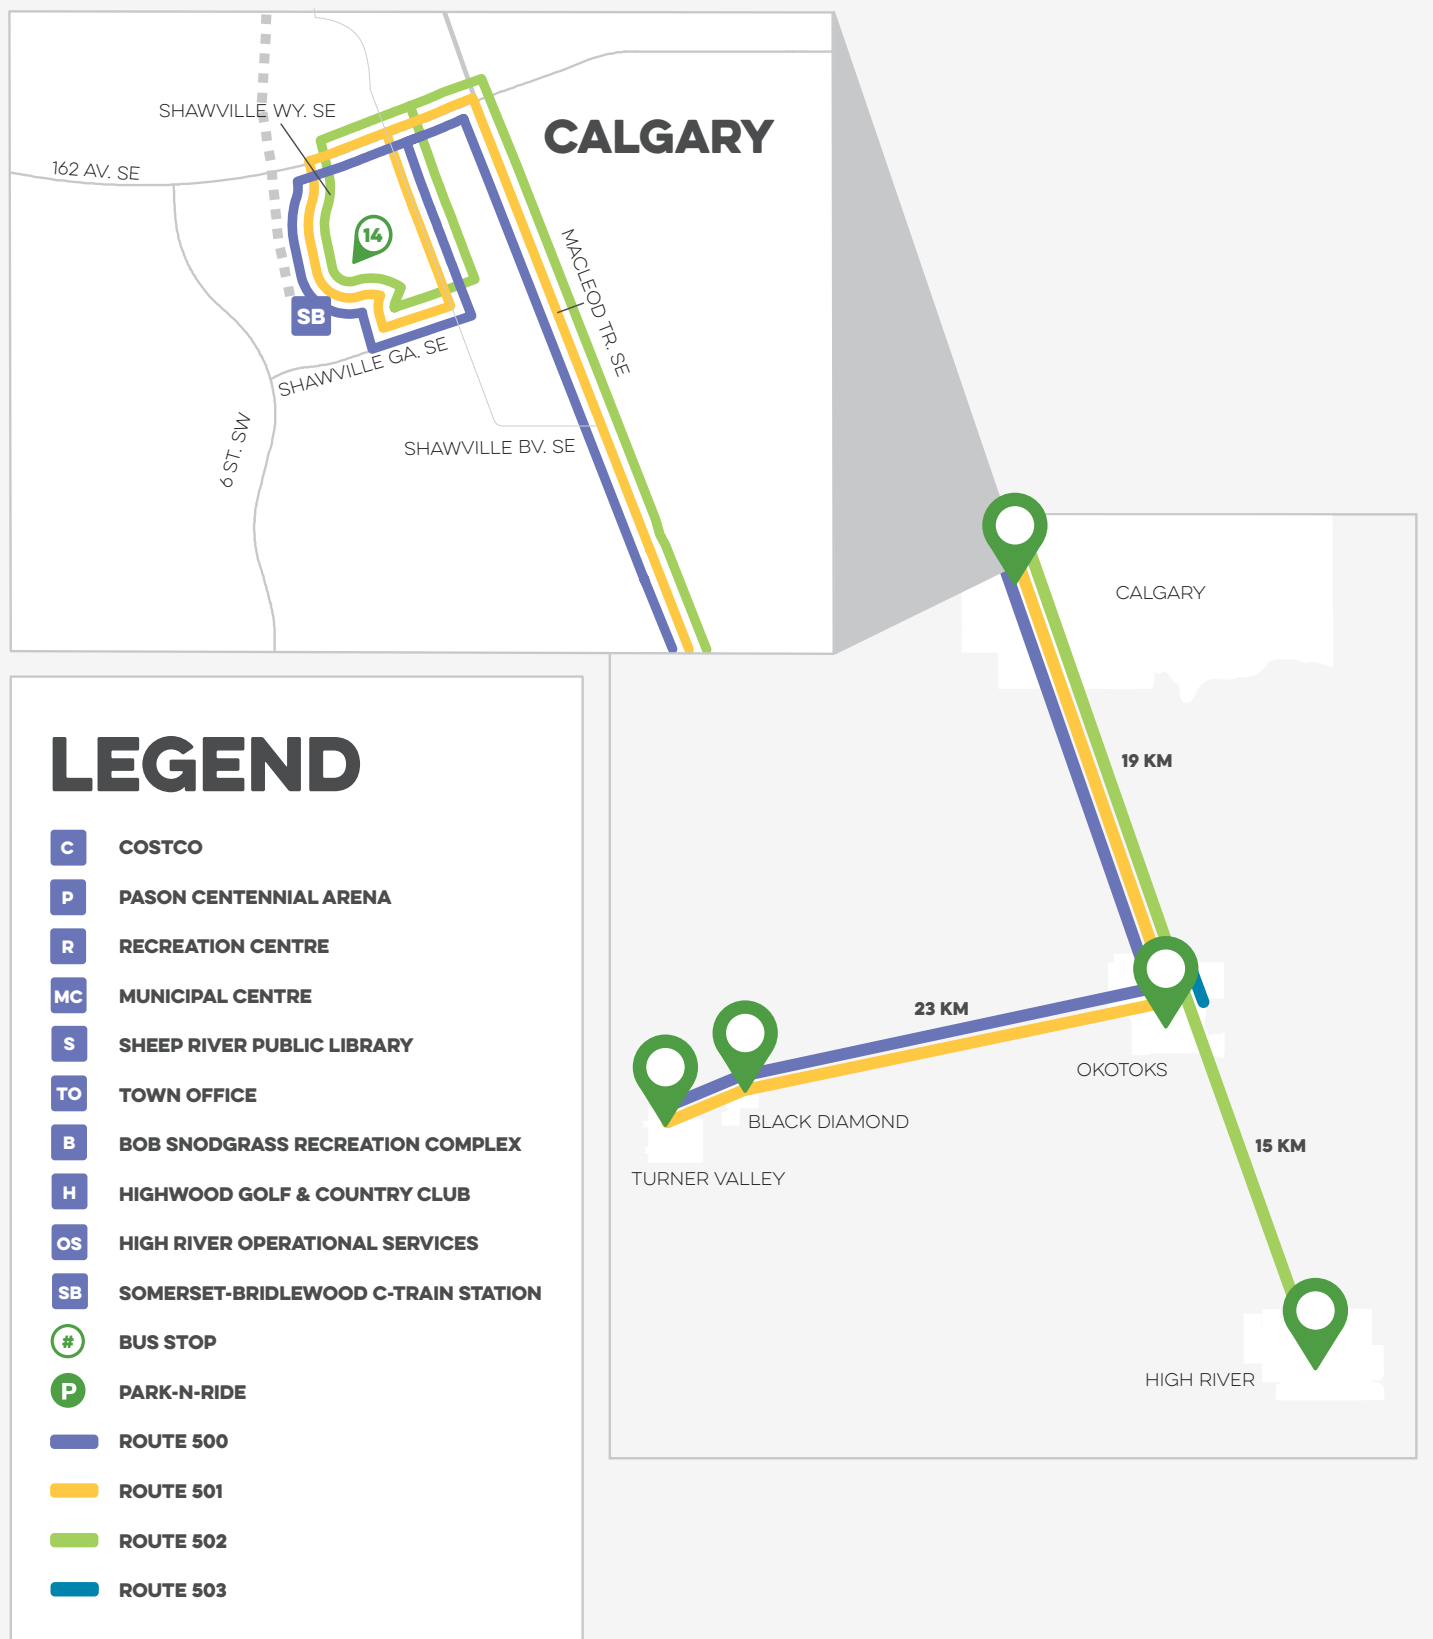 SHAWVILLE WY. SE
CALGARY
162 AV. SE
14
MACLEOD TR. SE
SB
SHAWVILLE GA. SE
6 ST. SW
SHAWVILLE BV. SE
CALGARY
19 KM
23 KM
OKOTOKS
BLACK DIAMOND
15 KM
TURNER VALLEY
HIGH RIVER
LEGEND
C COSTCO
P PASON CENTENNIAL ARENA
R RECREATION CENTRE
MC MUNICIPAL CENTRE
S SHEEP RIVER PUBLIC LIBRARY
TO TOWN OFFICE
B BOB SNODGRASS RECREATION COMPLEX
H HIGHWOOD GOLF & COUNTRY CLUB
OS HIGH RIVER OPERATIONAL SERVICES
SB SOMERSET-BRIDLEWOOD C-TRAIN STATION
# BUS STOP
P PARK-N-RIDE
ROUTE 500
ROUTE 501
ROUTE 502
ROUTE 503